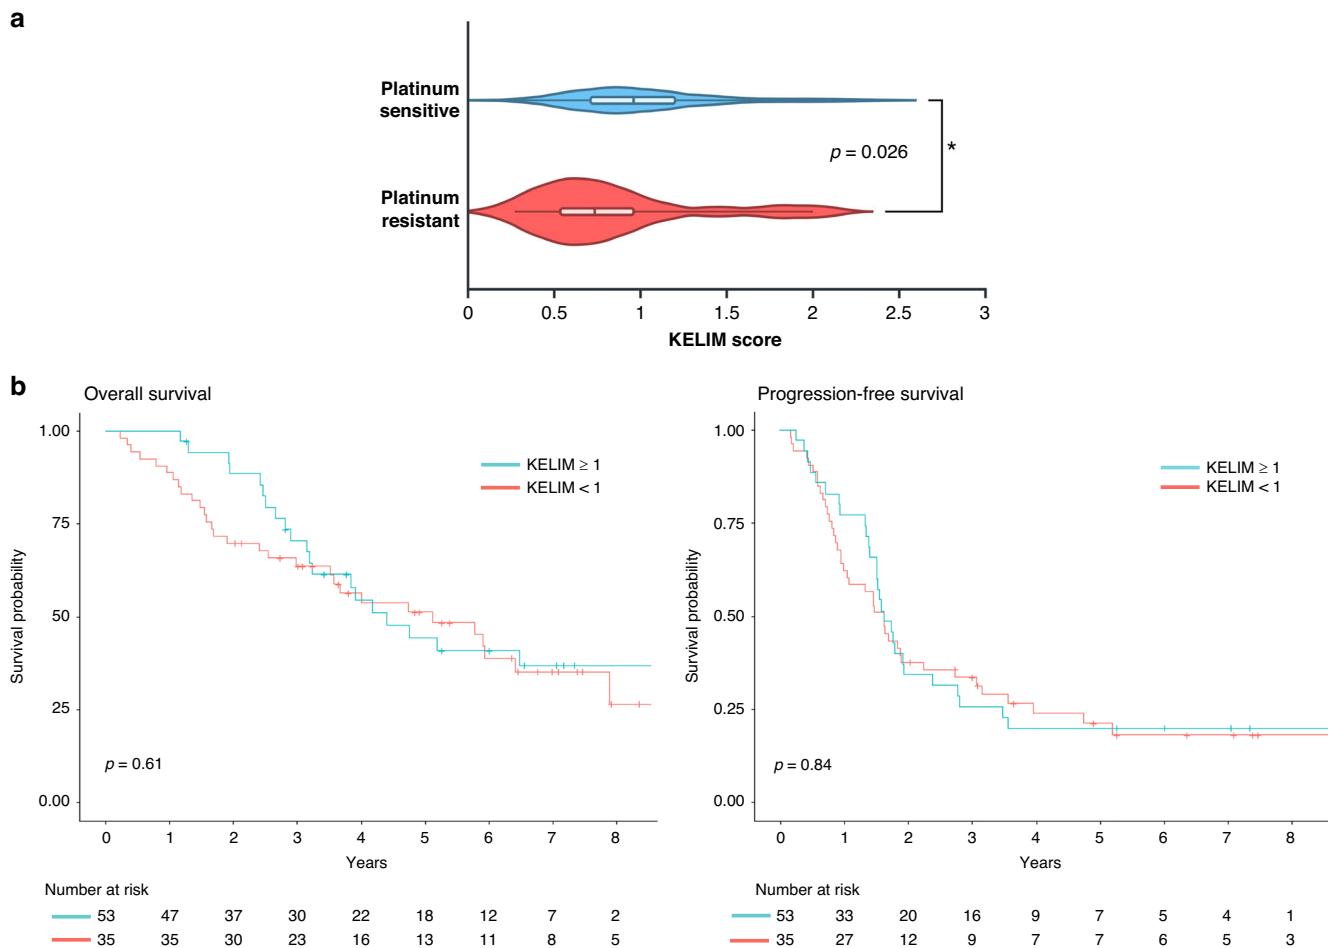 a
Platinum
sensitive
p = 0.026
*
Platinum
resistant
0 0.5 1 1.5 2 2.5 3
KELIM score
b
Overall survival
1.00
75
50
25
0.00
Survival probability
KELIM ≥ 1
KELIM < 1
p = 0.61
0 1 2 3 4 5 6 7 8
Years
Number at risk
53 47 37 30 22 18 12 7 2
35 35 30 23 16 13 11 8 5
Progression-free survival
1.00
0.75
0.50
0.25
0.00
Survival probability
KELIM ≥ 1
KELIM < 1
p = 0.84
0 1 2 3 4 5 6 7 8
Years
Number at risk
53 33 20 16 9 7 5 4 1
35 27 12 9 7 7 6 5 3